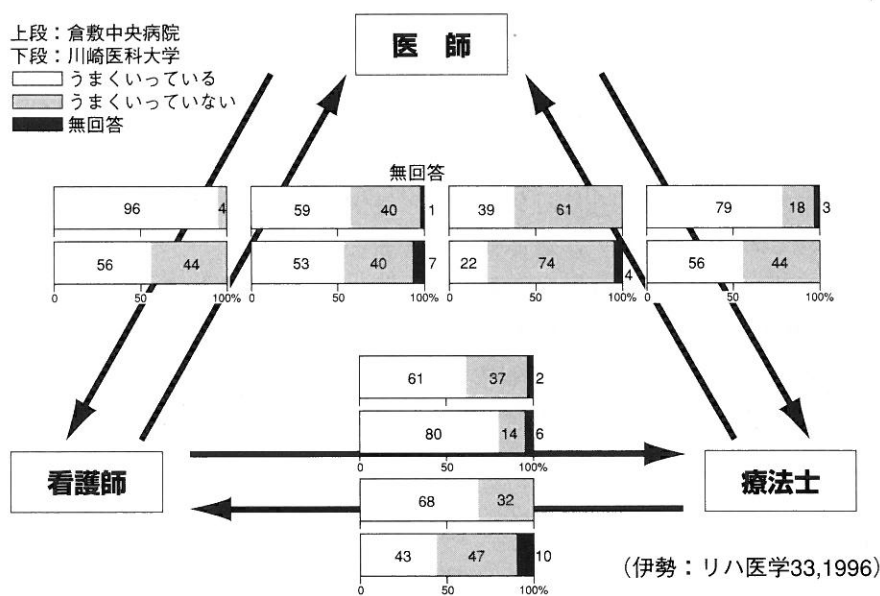 上段：倉敷中央病院
下段：川崎医科大学
うまくいっている
うまくいっていない
無回答
医師
無回答
96 4
59 40 1
39 61
79 18 3
56 44
53 40 7
22 74 4
56 44
0 50 100%
0 50 100%
0 50 100%
0 50 100%
61 37 2
80 14 6
0 50 100%
看護師
療法士
68 32
43 47 10
0 50 100%
（伊勢：リハ医学33,1996）